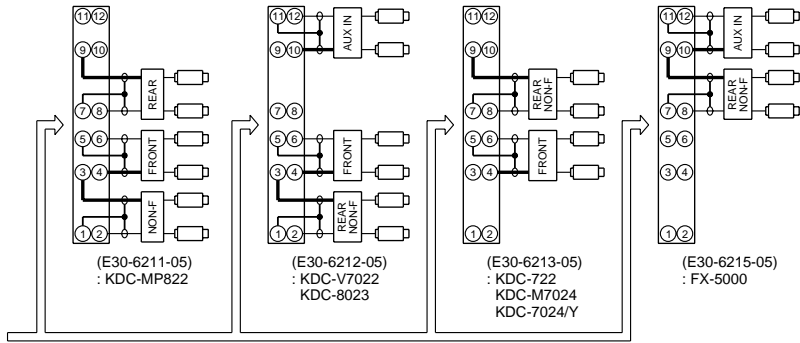 11 12
9 10
7 8
5 6
3 4
1 2
REAR
FRONT
NON-F
(E30-6211-05)
: KDC-MP822
11 12
9 10
7 8
5 6
3 4
1 2
AUX IN
FRONT
REAR
NON-F
(E30-6212-05)
: KDC-V7022
KDC-8023
11 12
9 10
7 8
5 6
3 4
1 2
REAR
NON-F
FRONT
(E30-6213-05)
: KDC-722
KDC-M7024
KDC-7024/Y
11 12
9 10
7 8
5 6
3 4
1 2
AUX IN
REAR
NON-F
(E30-6215-05)
: FX-5000